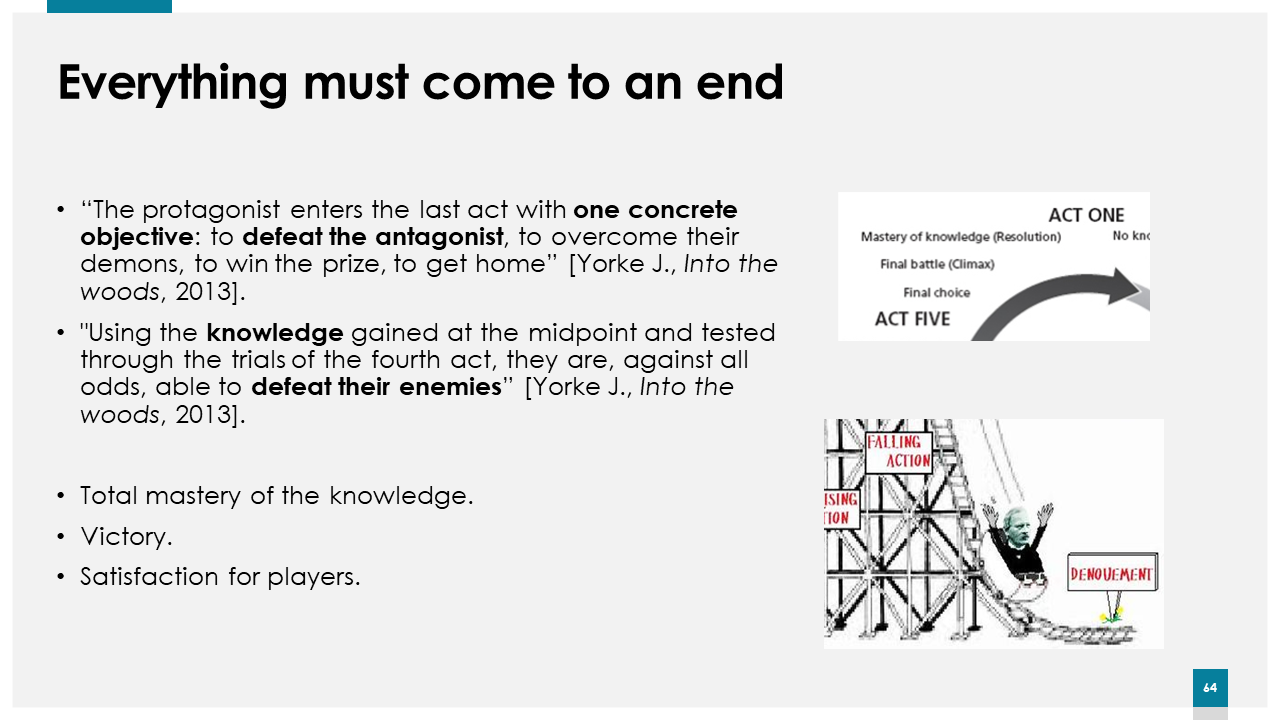 Everything must come to an end
• “The protagonist enters the last act with one concrete
objective: to defeat the antagonist, to overcome their
demons, to win the prize, to get home” [Yorke J., Into the
woods, 2013].
• "Using the knowledge gained at the midpoint and tested
through the trials of the fourth act, they are, against all
odds, able to defeat their enemies” [Yorke J., Into the
woods, 2013].
• Total mastery of the knowledge.
• Victory.
• Satisfaction for players.
ACT ONE
Mastery of knowledge (Resolution)
No
Final battle (Climax)
Final choice
ACT FIVE
FALLING
ACTION
DENOUEMENT
64